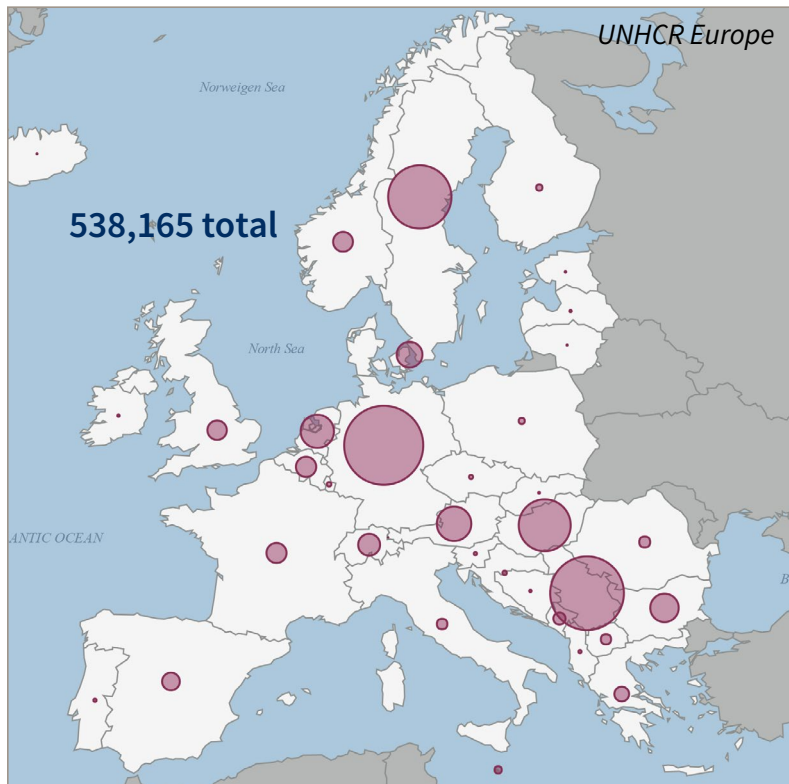 UNHCR Europe
Norweigen Sea
538,165 total
North Sea
ANTIC OCEAN
B